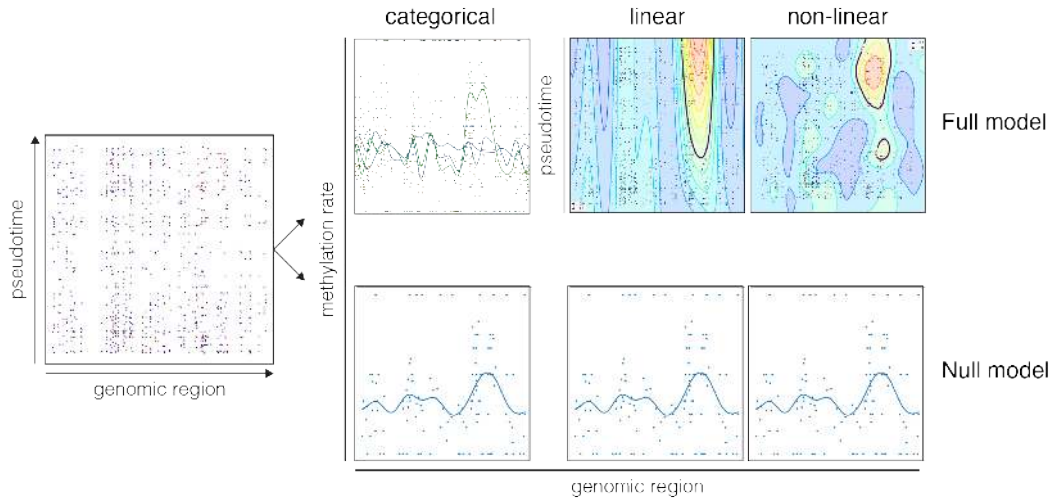 categorical
linear
non-linear
pseudotime
Full model
pseudotime
methylation rate
genomic region
Null model
genomic region